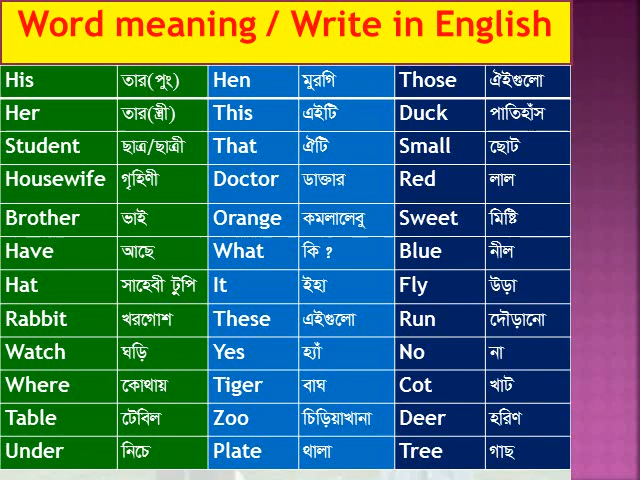 Word meaning / Write in English
His তার(পুং) Hen মুরগি Those ঐইগুলো
Her তার(স্ত্রী) This এইটি Duck পাতিহাঁস
Student ছাত্র/ছাত্রী That ঐটি Small ছোট
Housewife গৃহিণী Doctor ডাক্তার Red লাল
Brother ভাই Orange কমলালেবু Sweet মিষ্টি
Have আছে What কি ? Blue নীল
Hat সাহেবী টুপি It ইহা Fly উড়া
Rabbit খরগোশ These এইগুলো Run দৌড়ানো
Watch ঘড়ি Yes হ্যাঁ No না
Where কোথায় Tiger বাঘ Cot খাট
Table টেবিল Zoo চিড়িয়াখানা Deer হরিণ
Under নিচে Plate থালা Tree গাছ